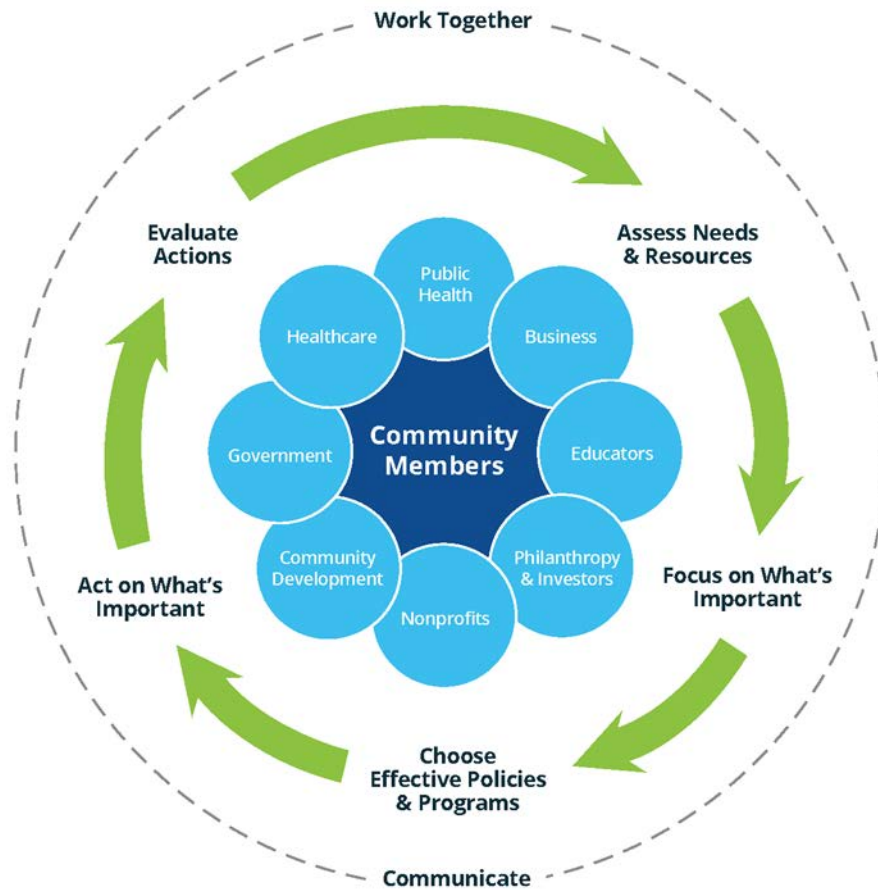 Work Together
Evaluate
Actions
Assess Needs
& Resources
Public
Health
Healthcare
Business
Community
Members
Government
Educators
Community
Development
Philanthropy
& Investors
Nonprofits
Act on What's
Important
Focus on What's
Important
Choose
Effective Policies
& Programs
Communicate